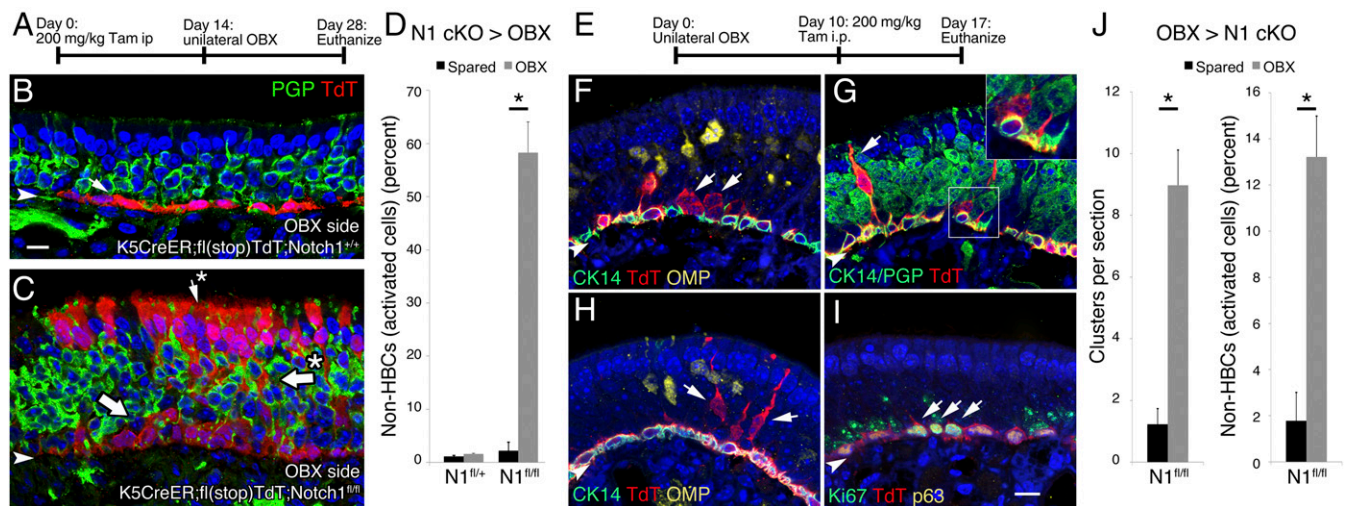 A
Day 0:
200 mg/kg Tam ip
Day 14:
unilateral OBX
Day 28:
Euthanize
B
PGP TdT
OBX side
K5CreER;fl(stop)TdT;Notch1+/+
C
*
*
OBX side
K5CreER;fl(stop)TdT;Notch1fl/fl
D
N1 cKO > OBX
Spared OBX
Non-HBCs (activated cells) (percent)
70
60
50
40
30
20
10
0
*
N1fl/+ N1fl/fl
E
Day 0:
Unilateral OBX
Day 10: 200 mg/kg
Tam i.p.
Day 17:
Euthanize
F
CK14 TdT OMP
G
CK14/PGP TdT
H
CK14 TdT OMP
I
Ki67 TdT p63
J
OBX > N1 cKO
Spared OBX
Clusters per section
12
10
8
6
4
2
0
*
N1fl/fl
Non-HBCs (activated cells) (percent)
16
14
12
10
8
6
4
2
0
*
N1fl/fl